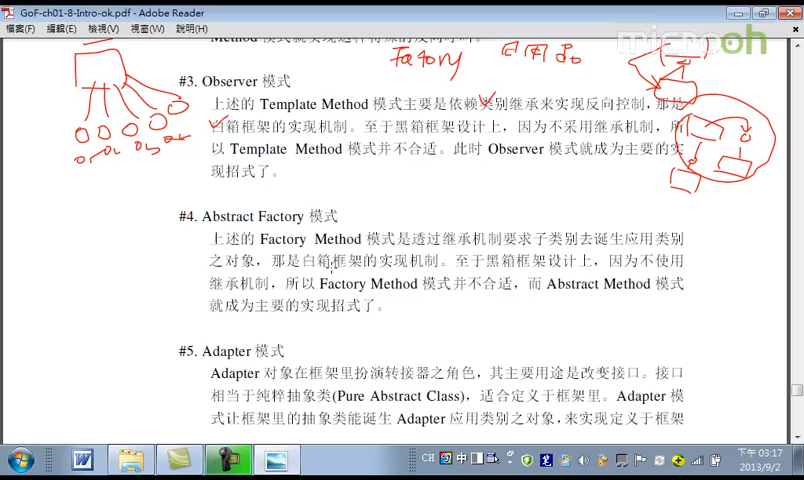 GoF-ch01-8-Intro-ok.pdf - Adobe Reader
檔案(F) 編輯(E) 檢視(V) 視窗(W) 說明(H)
microoh
Factory
#3. Observer 模式
上述的 Template Method 模式主要是依赖类别继承来实现反向控制，那是
白箱框架的实现机制。至于黑箱框架设计上，因为不采用继承机制，所
以 Template Method 模式并不合适。此时 Observer 模式就成为主要的实
现招式了。
#4. Abstract Factory 模式
上述的 Factory Method 模式是透过继承机制要求子类别去诞生应用类别
之对象，那是白箱框架的实现机制。至于黑箱框架设计上，因为不使用
继承机制，所以 Factory Method 模式并不合适，而 Abstract Method 模式
就成为主要的实现招式了。
#5. Adapter 模式
Adapter 对象在框架里扮演转接器之角色，其主要用途是改变接口。接口
相当于纯粹抽象类(Pure Abstract Class)，适合定义于框架里。Adapter 模
式让框架里的抽象类能诞生 Adapter 应用类别之对象，来实现定义于框架
CH 中
下午 03:17
2013/9/2